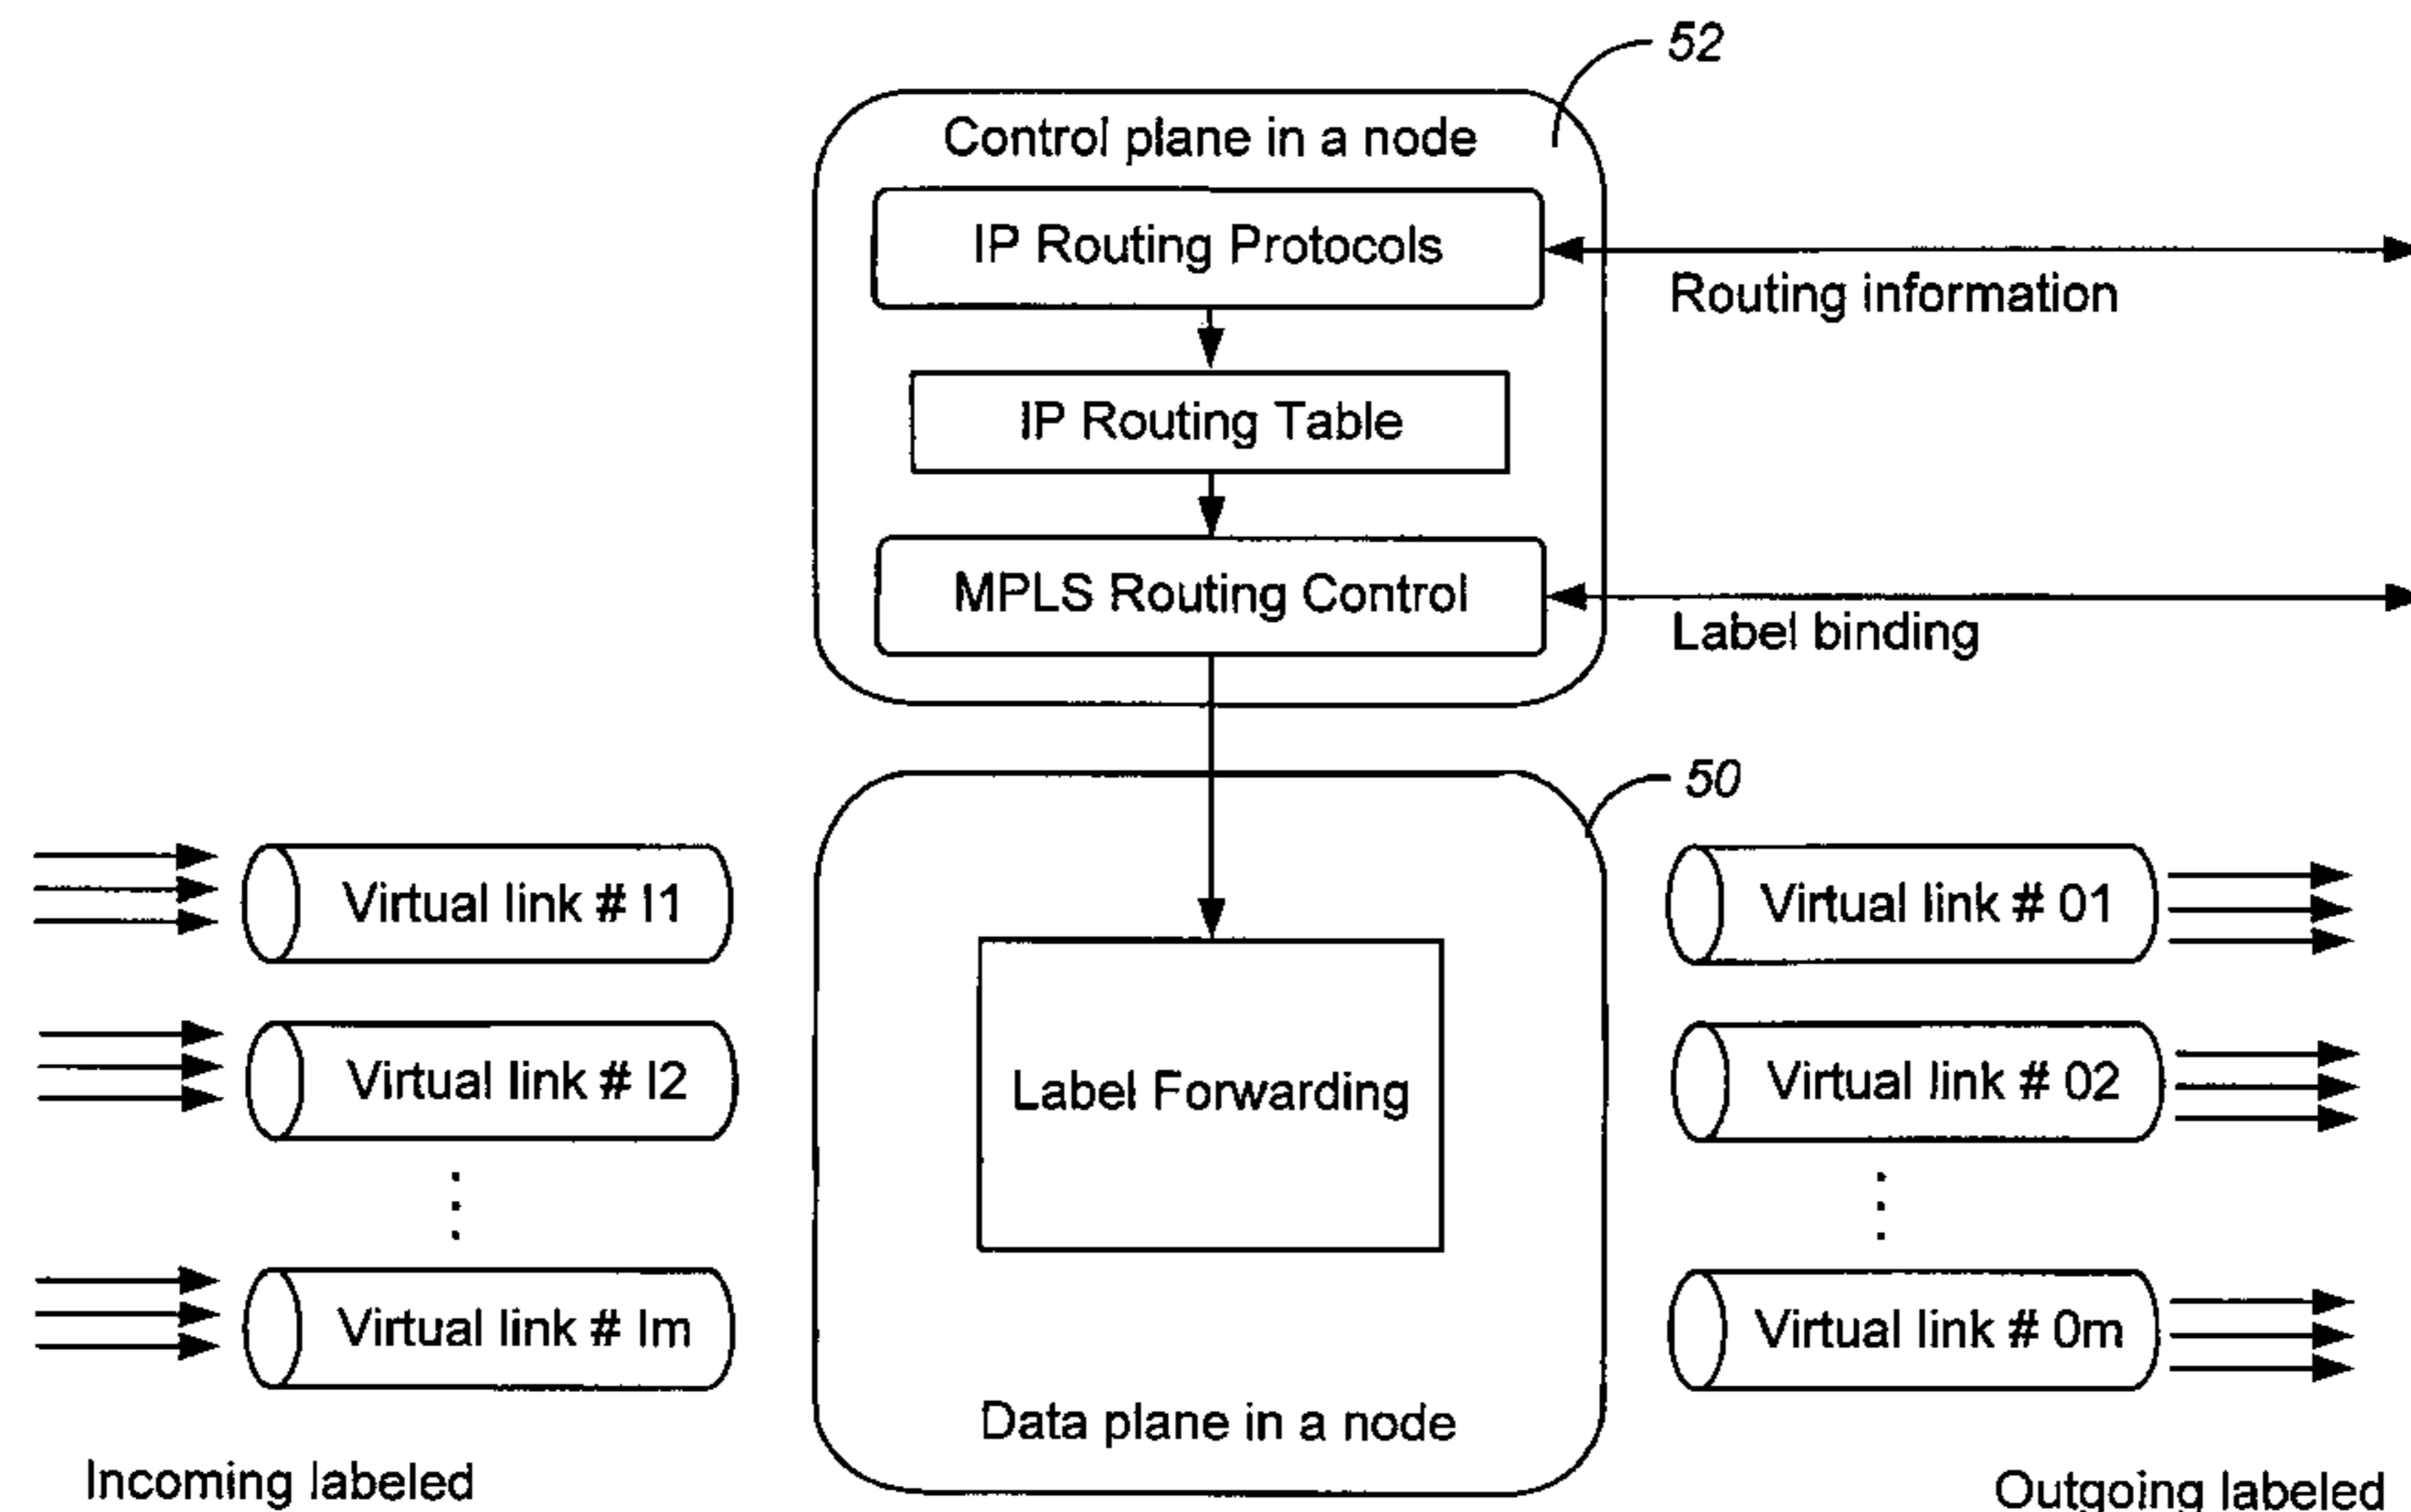 52
Control plane in a node
IP Routing Protocols
Routing information
IP Routing Table
MPLS Routing Control
Label binding
50
Virtual link # I1
Virtual link # 01
Virtual link # I2
Virtual link # 02
Label Forwarding
Virtual link # Im
Virtual link # 0m
Data plane in a node
Incoming labeled
Outgoing labeled